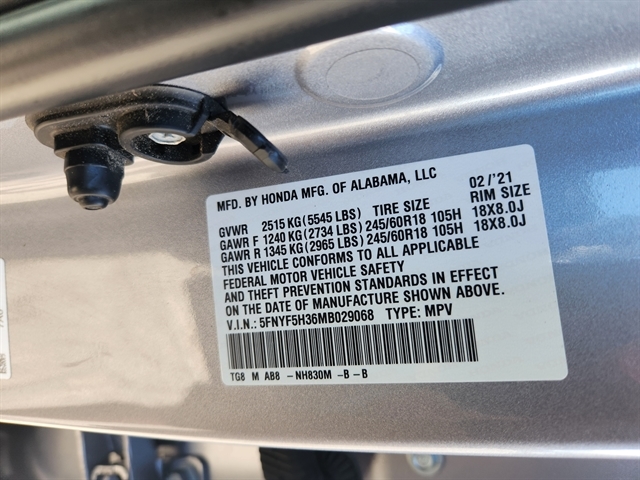 MFD. BY HONDA MFG. OF ALABAMA, LLC 02/'21
GVWR 2515 KG(5545 LBS) TIRE SIZE RIM SIZE
GAWR F 1240 KG(2734 LBS) 245/60R18 105H 18X8.0J
GAWR R 1345 KG(2965 LBS) 245/60R18 105H 18X8.0J
THIS VEHICLE CONFORMS TO ALL APPLICABLE
FEDERAL MOTOR VEHICLE SAFETY
AND THEFT PREVENTION STANDARDS IN EFFECT
ON THE DATE OF MANUFACTURE SHOWN ABOVE.
V.I.N.: 5FNYF5H36MB029068 TYPE: MPV
TG8 M AB8 -NH830M -B -B